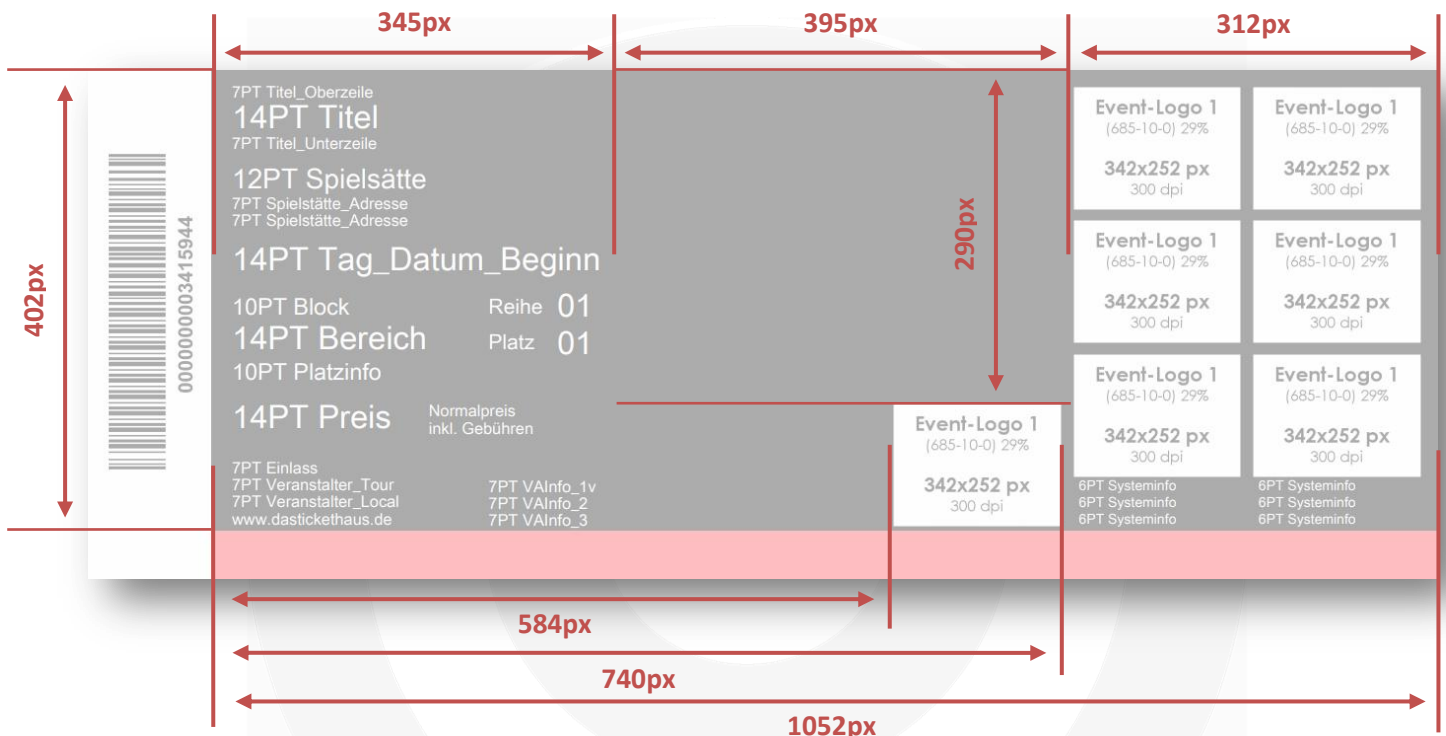 345px
395px
312px
402px
0000000003415944
7PT Titel_Oberzeile
14PT Titel
7PT Titel_Unterzeile
12PT Spielsätte
7PT Spielstätte_Adresse
7PT Spielstätte_Adresse
14PT Tag_Datum_Beginn
10PT Block Reihe 01
14PT Bereich Platz 01
10PT Platzinfo
14PT Preis Normalpreis
inkl. Gebühren
7PT Einlass
7PT Veranstalter_Tour 7PT VAInfo_1v
7PT Veranstalter_Local 7PT VAInfo_2
www.dastickethaus.de 7PT VAInfo_3
290px
Event-Logo 1
(685-10-0) 29%
342x252 px
300 dpi
Event-Logo 1
(685-10-0) 29%
342x252 px
300 dpi
Event-Logo 1
(685-10-0) 29%
342x252 px
300 dpi
Event-Logo 1
(685-10-0) 29%
342x252 px
300 dpi
Event-Logo 1
(685-10-0) 29%
342x252 px
300 dpi
Event-Logo 1
(685-10-0) 29%
342x252 px
300 dpi
Event-Logo 1
(685-10-0) 29%
342x252 px
300 dpi
6PT Systeminfo 6PT Systeminfo
6PT Systeminfo 6PT Systeminfo
6PT Systeminfo 6PT Systeminfo
584px
740px
1052px